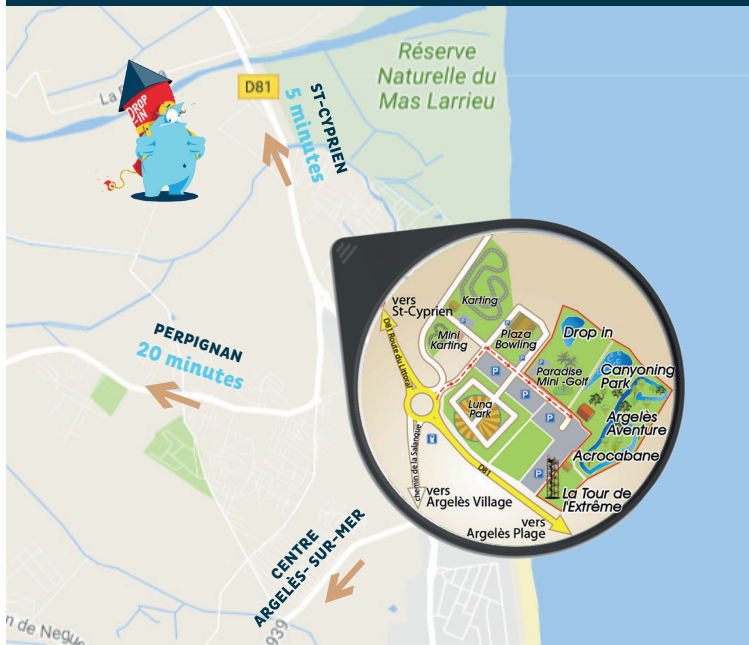 Réserve
Naturelle du
Mas Larrieu
D81
DROP
-IN
ST-CYPRIEN
5 minutes
PERPIGNAN
20 minutes
vers
St-Cyprien
Karting
Mini
Karting
Plaza
Bowling
Drop in
D81 Route du Littoral
Paradise
Mini -Golf
Canyoning
Park
Luna
Park
Argelès
Aventure
Acrocabane
chemin de la Salanque
D81
vers
Argelès Village
La Tour de
l'Extrême
vers
Argelès Plage
P
P
P
P
P
CENTRE
ARGELÈS- SUR-MER
939
n de Negue